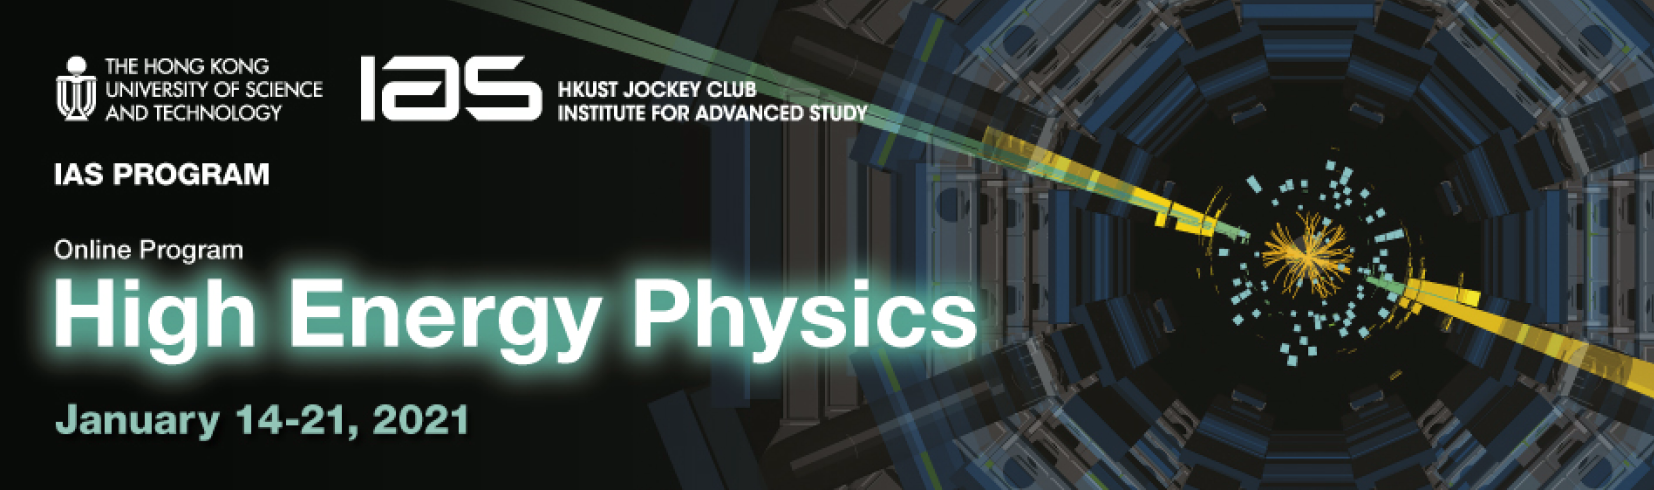 THE HONG KONG
UNIVERSITY OF SCIENCE
AND TECHNOLOGY
IAS
HKUST JOCKEY CLUB
INSTITUTE FOR ADVANCED STUDY
IAS PROGRAM
Online Program
High Energy Physics
January 14-21, 2021